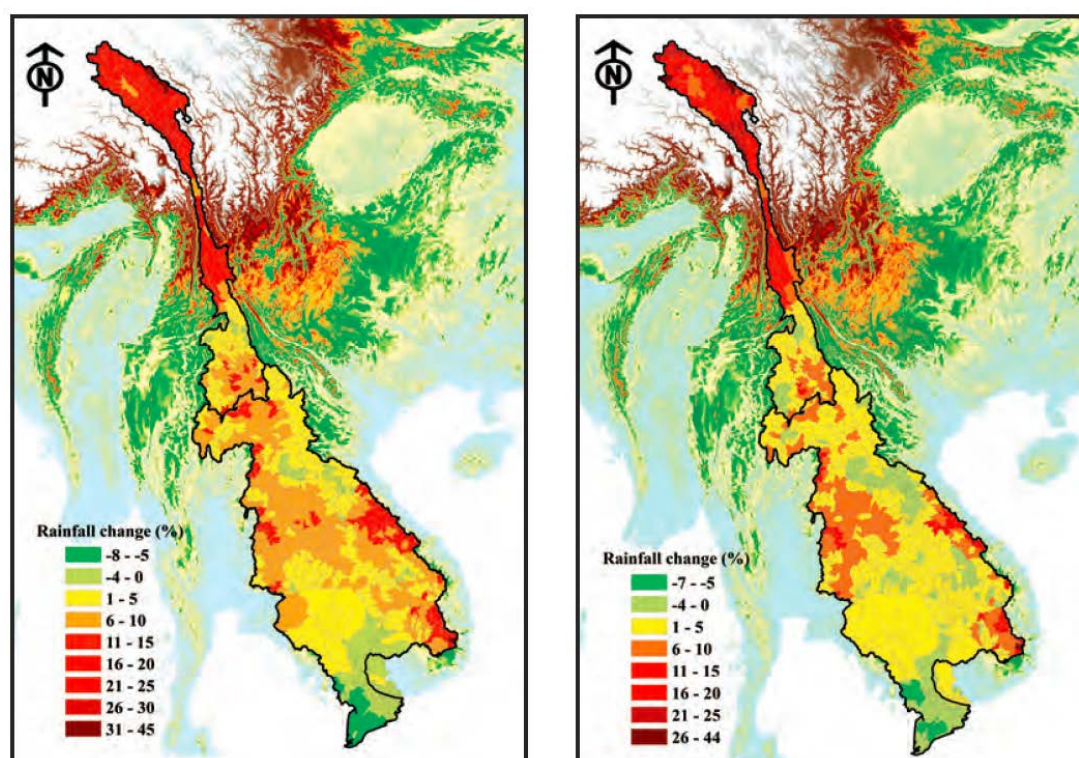 N
Rainfall change (%)
-8 - -5
-4 - 0
1 - 5
6 - 10
11 - 15
16 - 20
21 - 25
26 - 30
31 - 45
N
Rainfall change (%)
-7 - -5
-4 - 0
1 - 5
6 - 10
11 - 15
16 - 20
21 - 25
26 - 44